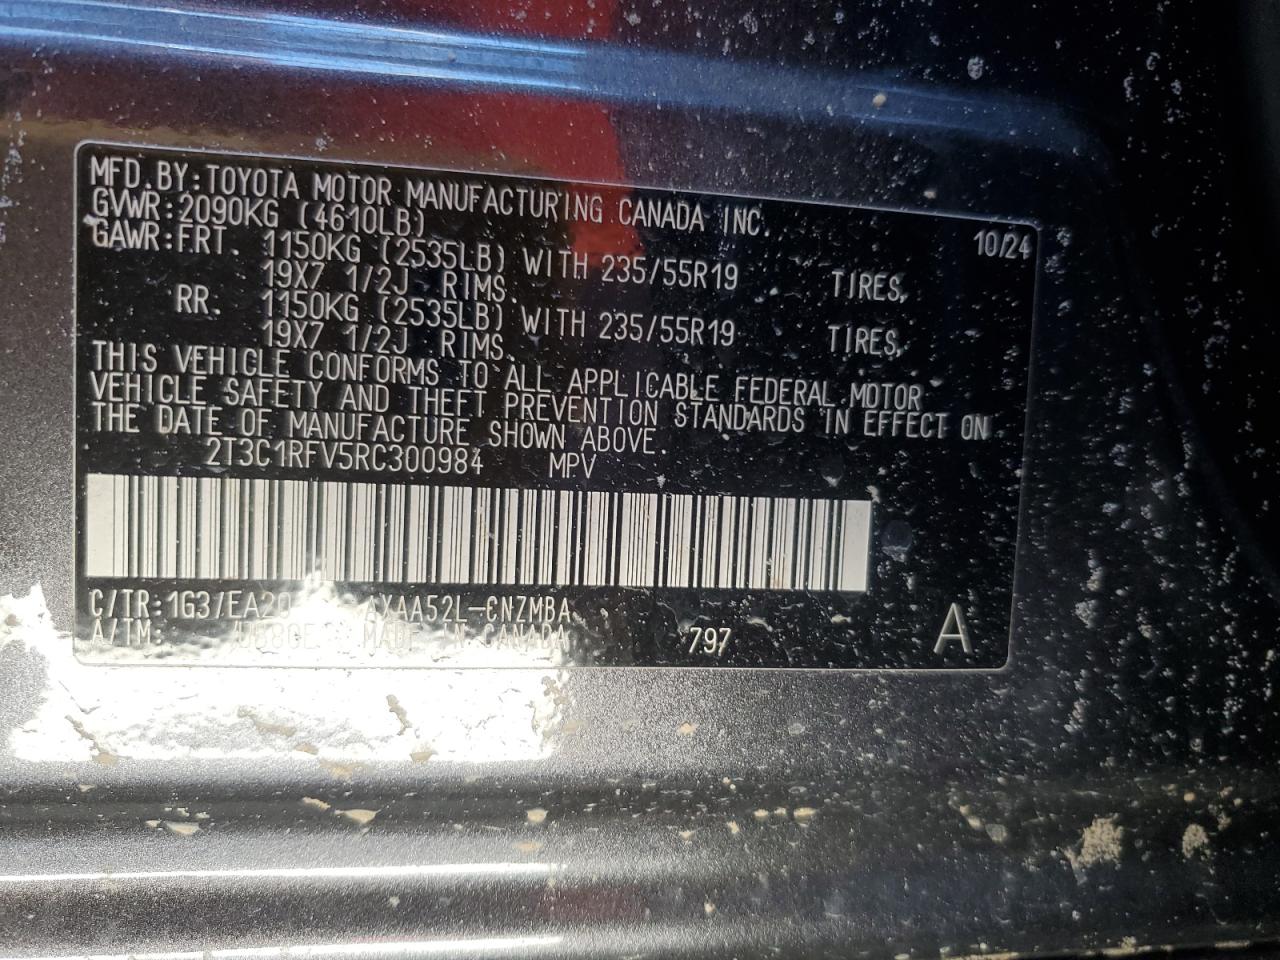 MFD.BY:TOYOTA MOTOR MANUFACTURING CANADA INC.
GVWR:2090KG (4610LB) 10/24
GAWR:FRT. 1150KG (2535LB) WITH 235/55R19 TIRES,
19X7 1/2J RIMS.
RR. 1150KG (2535LB) WITH 235/55R19 TIRES,
19X7 1/2J RIMS.
THIS VEHICLE CONFORMS TO ALL APPLICABLE FEDERAL MOTOR
VEHICLE SAFETY AND THEFT PREVENTION STANDARDS IN EFFECT ON
THE DATE OF MANUFACTURE SHOWN ABOVE.
2T3C1RFV5RC300984 MPV
C/TR:1G3/EA20 AXAA52L-CNZMBA
A/TM: MADE IN CANADA 797 A